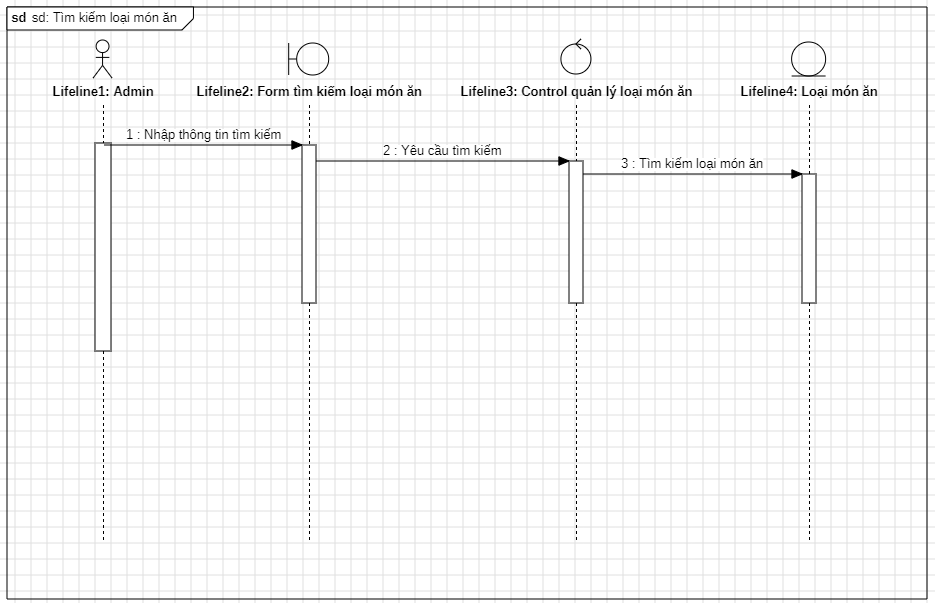 sd sd: Tìm kiếm loại món ăn
Lifeline1: Admin
Lifeline2: Form tìm kiếm loại món ăn
Lifeline3: Control quản lý loại món ăn
Lifeline4: Loại món ăn
1 : Nhập thông tin tìm kiếm
2 : Yêu cầu tìm kiếm
3 : Tìm kiếm loại món ăn